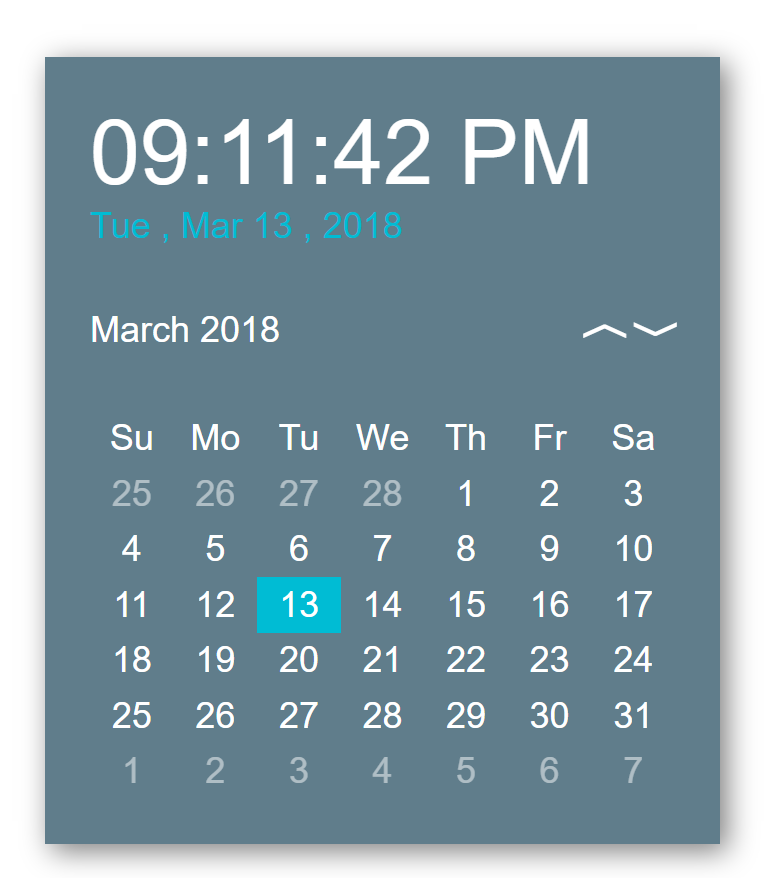 09:11:42 PM
Tue , Mar 13 , 2018
March 2018
Su Mo Tu We Th Fr Sa
25 26 27 28 1 2 3
4 5 6 7 8 9 10
11 12 13 14 15 16 17
18 19 20 21 22 23 24
25 26 27 28 29 30 31
1 2 3 4 5 6 7